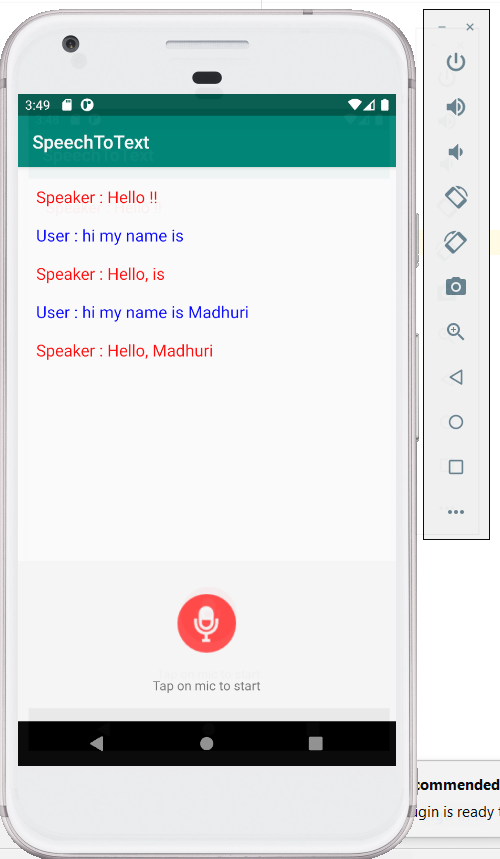 3:49
SpeechToText
Speaker : Hello !!
User : hi my name is
Speaker : Hello, is
User : hi my name is Madhuri
Speaker : Hello, Madhuri
Tap on mic to start
commended
is ready